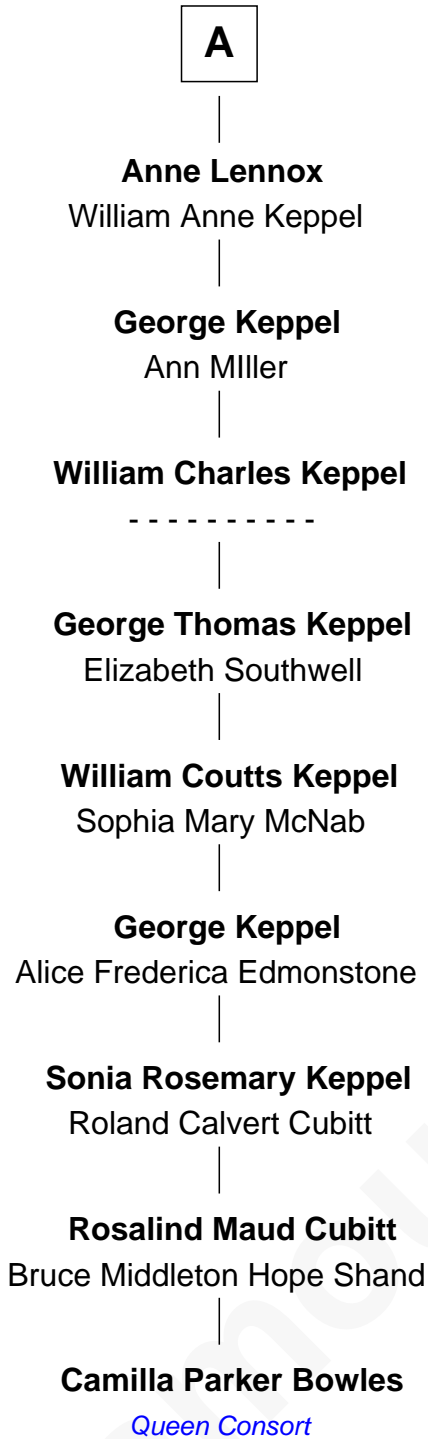 A
Anne Lennox
William Anne Keppel
George Keppel
Ann MIller
William Charles Keppel
- - - - - - - - - -
George Thomas Keppel
Elizabeth Southwell
William Coutts Keppel
Sophia Mary McNab
George Keppel
Alice Frederica Edmonstone
Sonia Rosemary Keppel
Roland Calvert Cubitt
Rosalind Maud Cubitt
Bruce Middleton Hope Shand
Camilla Parker Bowles
Queen Consort